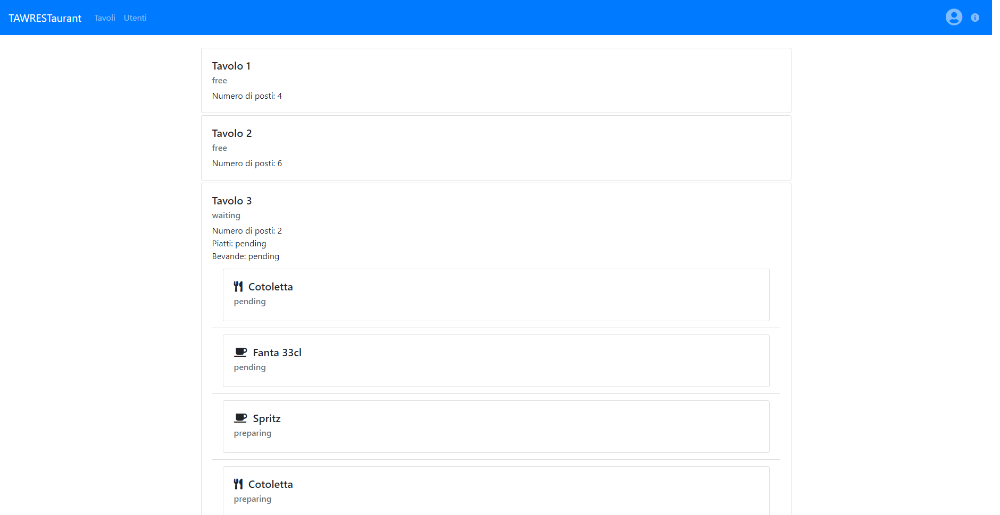 TAWRESTaurant Tavoli Utenti
Tavolo 1
free
Numero di posti: 4
Tavolo 2
free
Numero di posti: 6
Tavolo 3
waiting
Numero di posti: 2
Piatti: pending
Bevande: pending
Cotoletta
pending
Fanta 33cl
pending
Spritz
preparing
Cotoletta
preparing